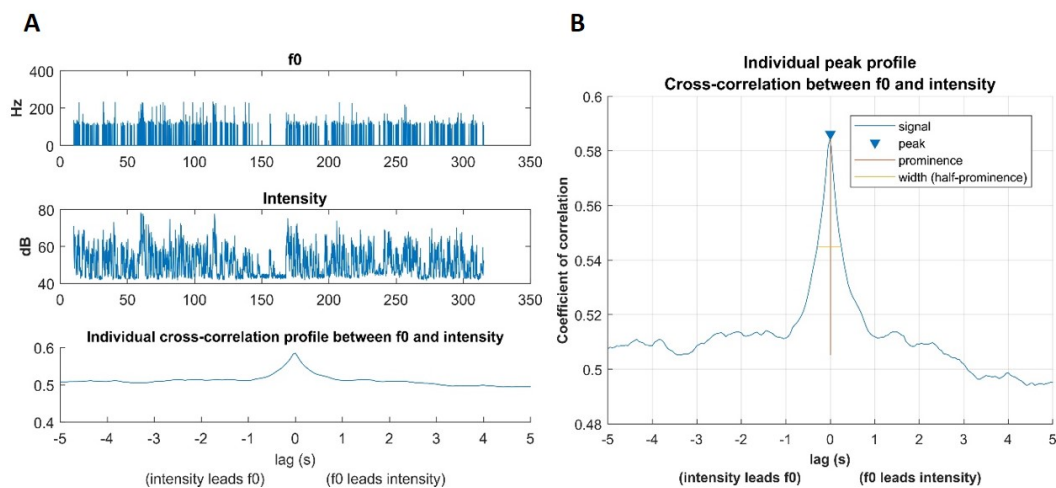 A
f0
Hz
400
200
0
0 50 100 150 200 250 300 350
Intensity
dB
80
60
40
0 50 100 150 200 250 300 350
Individual cross-correlation profile between f0 and intensity
0.6
0.5
0.4
-5 -4 -3 -2 -1 0 1 2 3 4 5
lag (s)
(intensity leads f0) (f0 leads intensity)
B
Individual peak profile
Cross-correlation between f0 and intensity
Coefficient of correlation
0.6
0.58
0.56
0.54
0.52
0.5
0.48
signal
peak
prominence
width (half-prominence)
-5 -4 -3 -2 -1 0 1 2 3 4 5
lag (s)
(intensity leads f0) (f0 leads intensity)